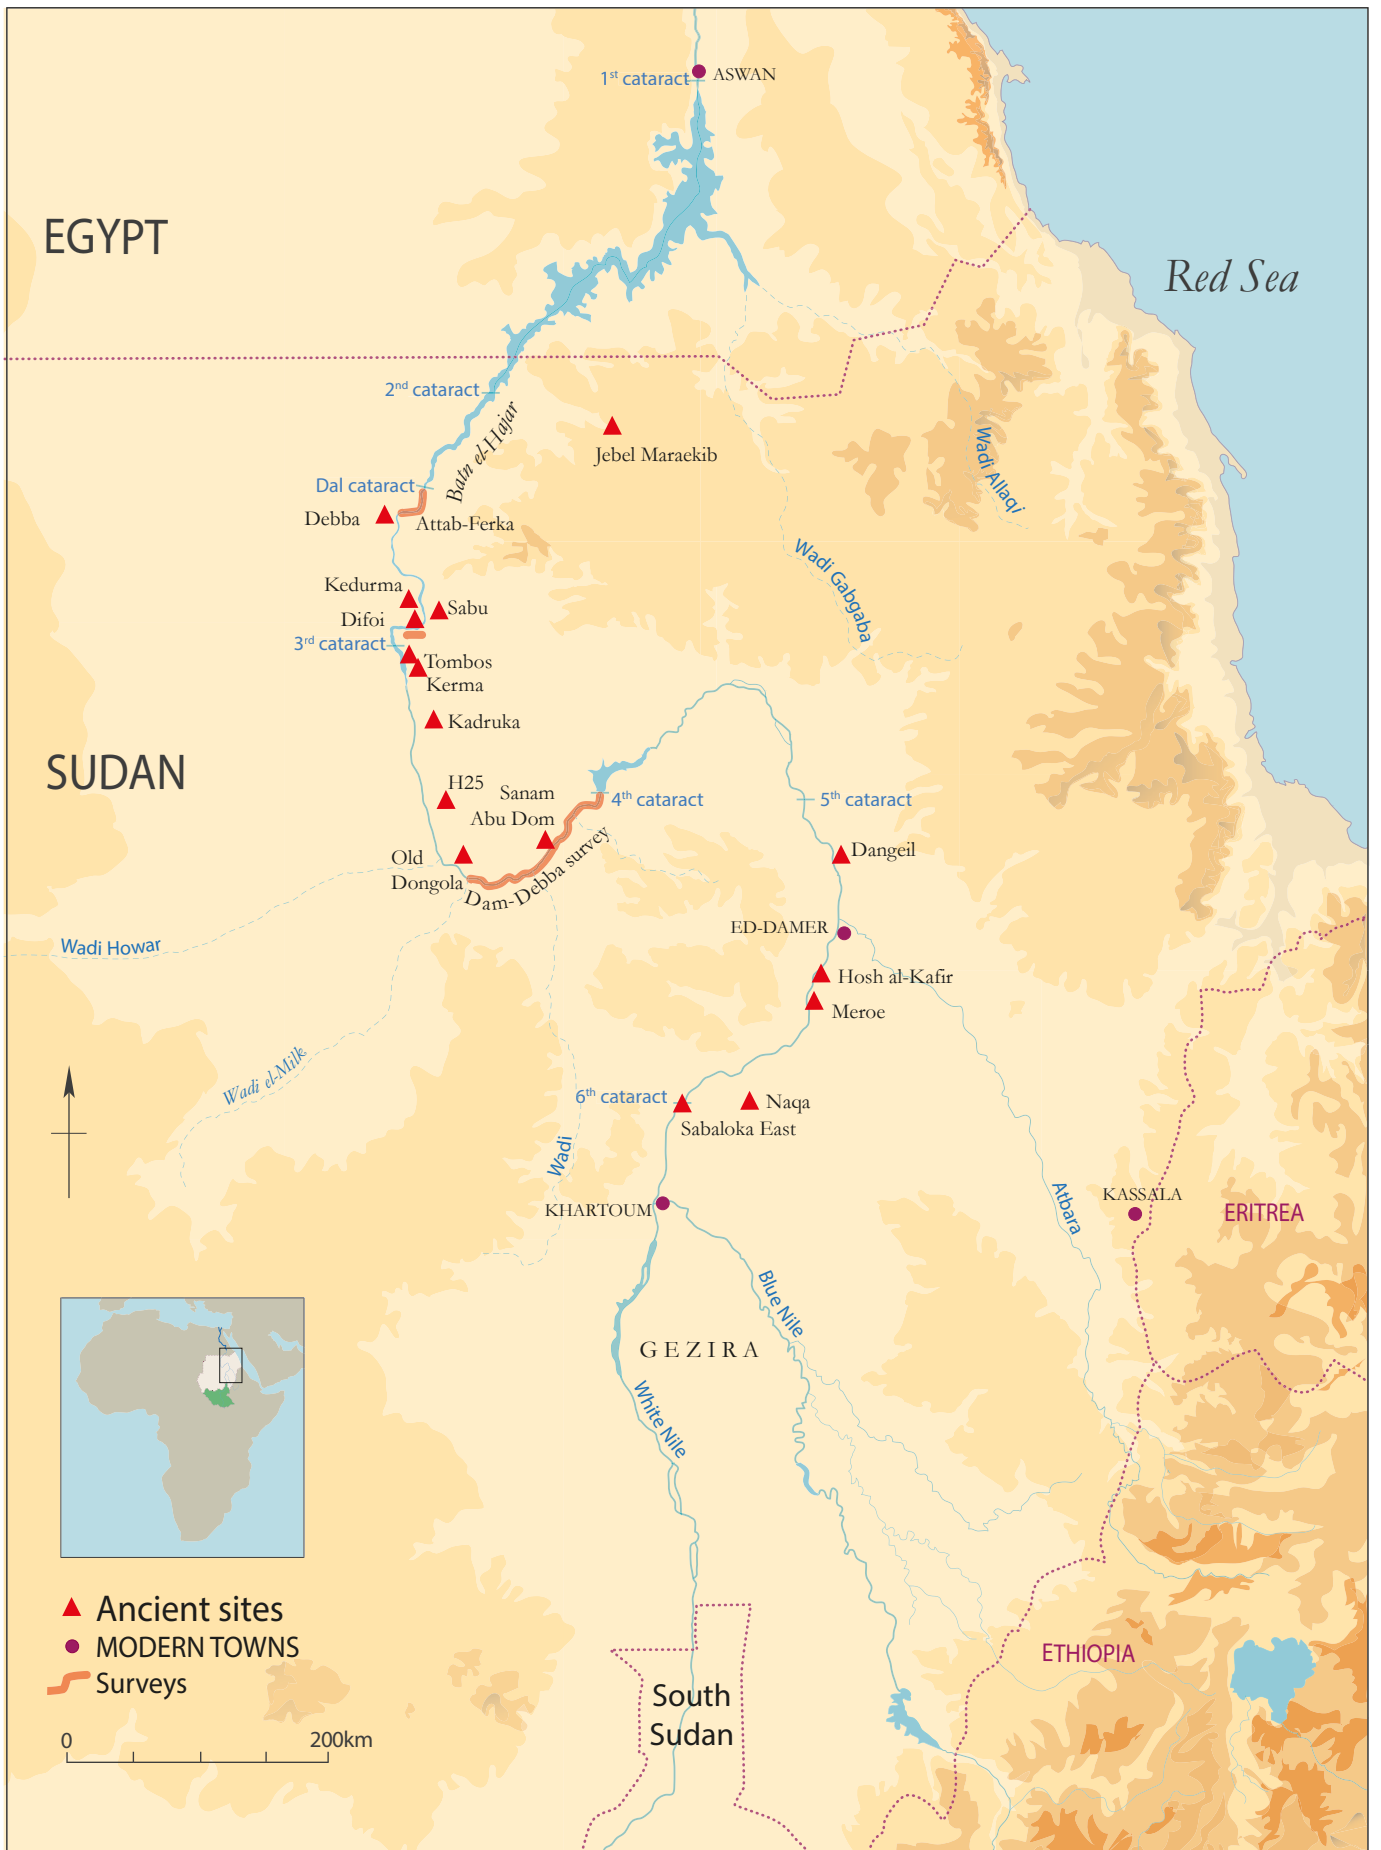 1st cataract
ASWAN
EGYPT
Red Sea
2nd cataract
Batn el-Hajar
Jebel Maraekib
Wadi Allaqi
Dal cataract
Debba
Attab-Ferka
Wadi Gabgaba
Kedurma
Sabu
Difoi
3rd cataract
Tombos
Kerma
Kadruka
SUDAN
H25
Sanam
Abu Dom
4th cataract
5th cataract
Old
Dongola
Dam-Debba survey
Dangeil
ED-DAMER
Wadi Howar
Hosh al-Kafir
Meroe
Wadi el-Milk
6th cataract
Naqa
Sabaloka East
Wadi
KHARTOUM
Atbara
KASSALA
ERITREA
Blue Nile
GEZIRA
White Nile
Ancient sites
MODERN TOWNS
Surveys
ETHIOPIA
South
Sudan
0
200km